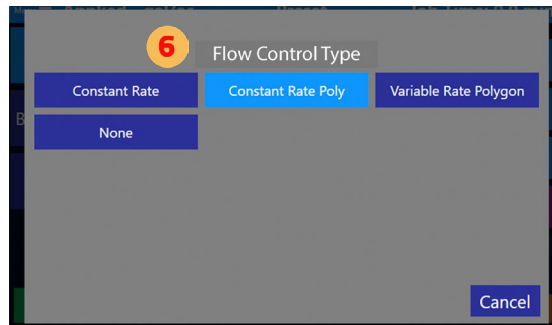 6 Flow Control Type
Constant Rate Constant Rate Poly Variable Rate Polygon
None
Cancel